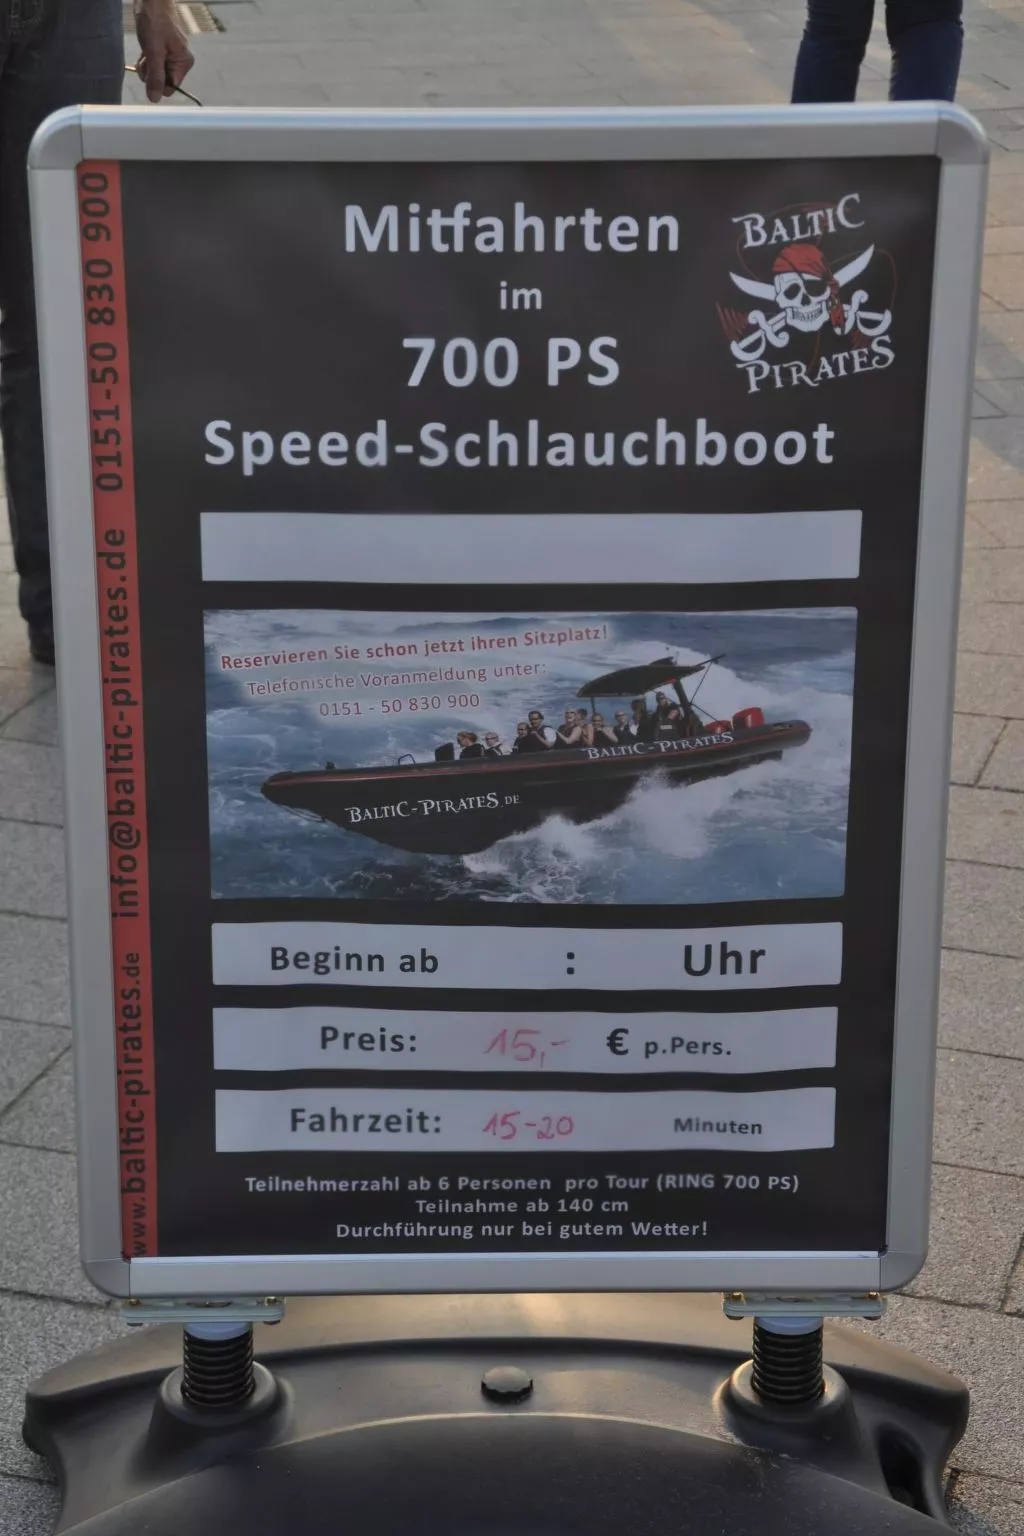 Mitfahrten
im
700 PS
Speed-Schlauchboot
BALTIC
PIRATES
Reservieren Sie schon jetzt ihren Sitzplatz!
Telefonische Voranmeldung unter:
0151 - 50 830 900
BALTIC-PIRATES
BALTIC-PIRATES.DE
Beginn ab : Uhr
Preis: 15,- € p.Pers.
Fahrzeit: 15-20 Minuten
Teilnehmerzahl ab 6 Personen pro Tour (RING 700 PS)
Teilnahme ab 140 cm
Durchführung nur bei gutem Wetter!
www.baltic-pirates.de info@baltic-pirates.de 0151-50 830 900